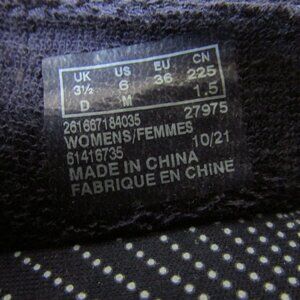 UK US EU CN
3½ 6 36 225
D M 1.5
261667184035 27975
WOMENS/FEMMES
61416735 10/21
MADE IN CHINA
FABRIQUE EN CHINE